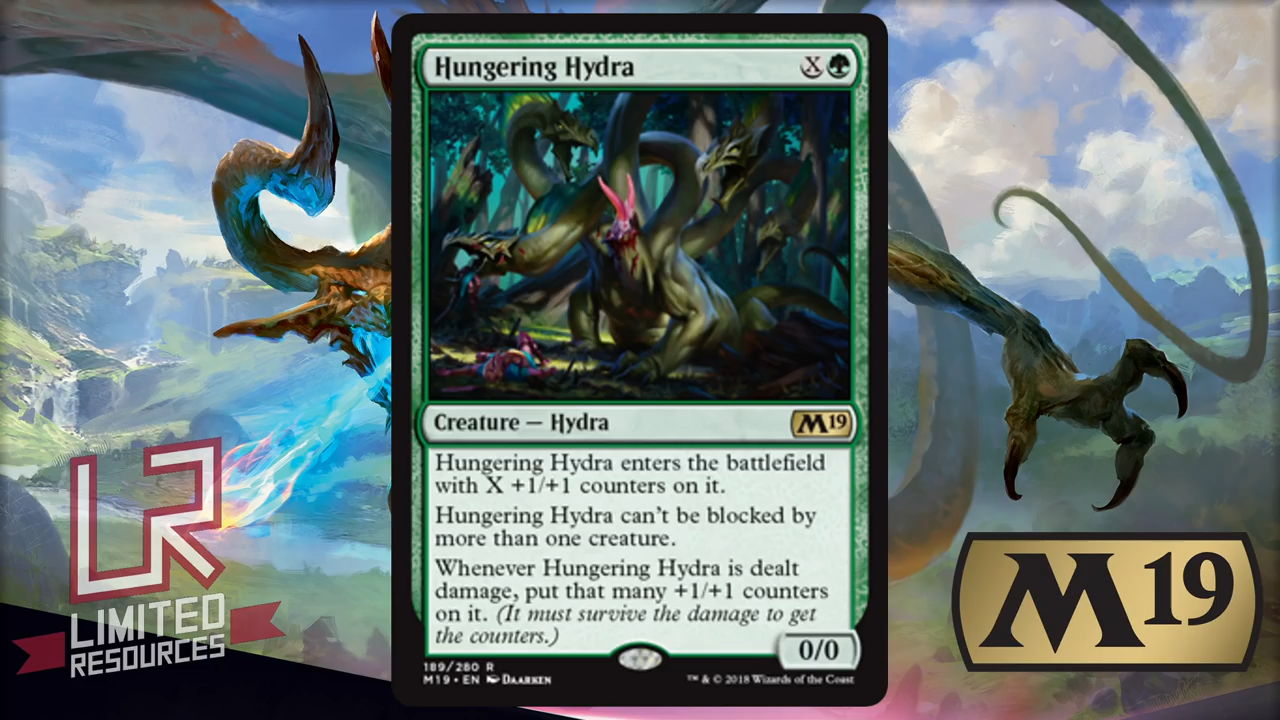 Hungering Hydra X
Creature — Hydra M19
Hungering Hydra enters the battlefield
with X +1/+1 counters on it.
Hungering Hydra can't be blocked by
more than one creature.
Whenever Hungering Hydra is dealt
damage, put that many +1/+1 counters
on it. (It must survive the damage to get
the counters.)
0/0
189/280 R
M19 • EN DAARKEN
™ & © 2018 Wizards of the Coast
LR
LIMITED
RESOURCES
M19